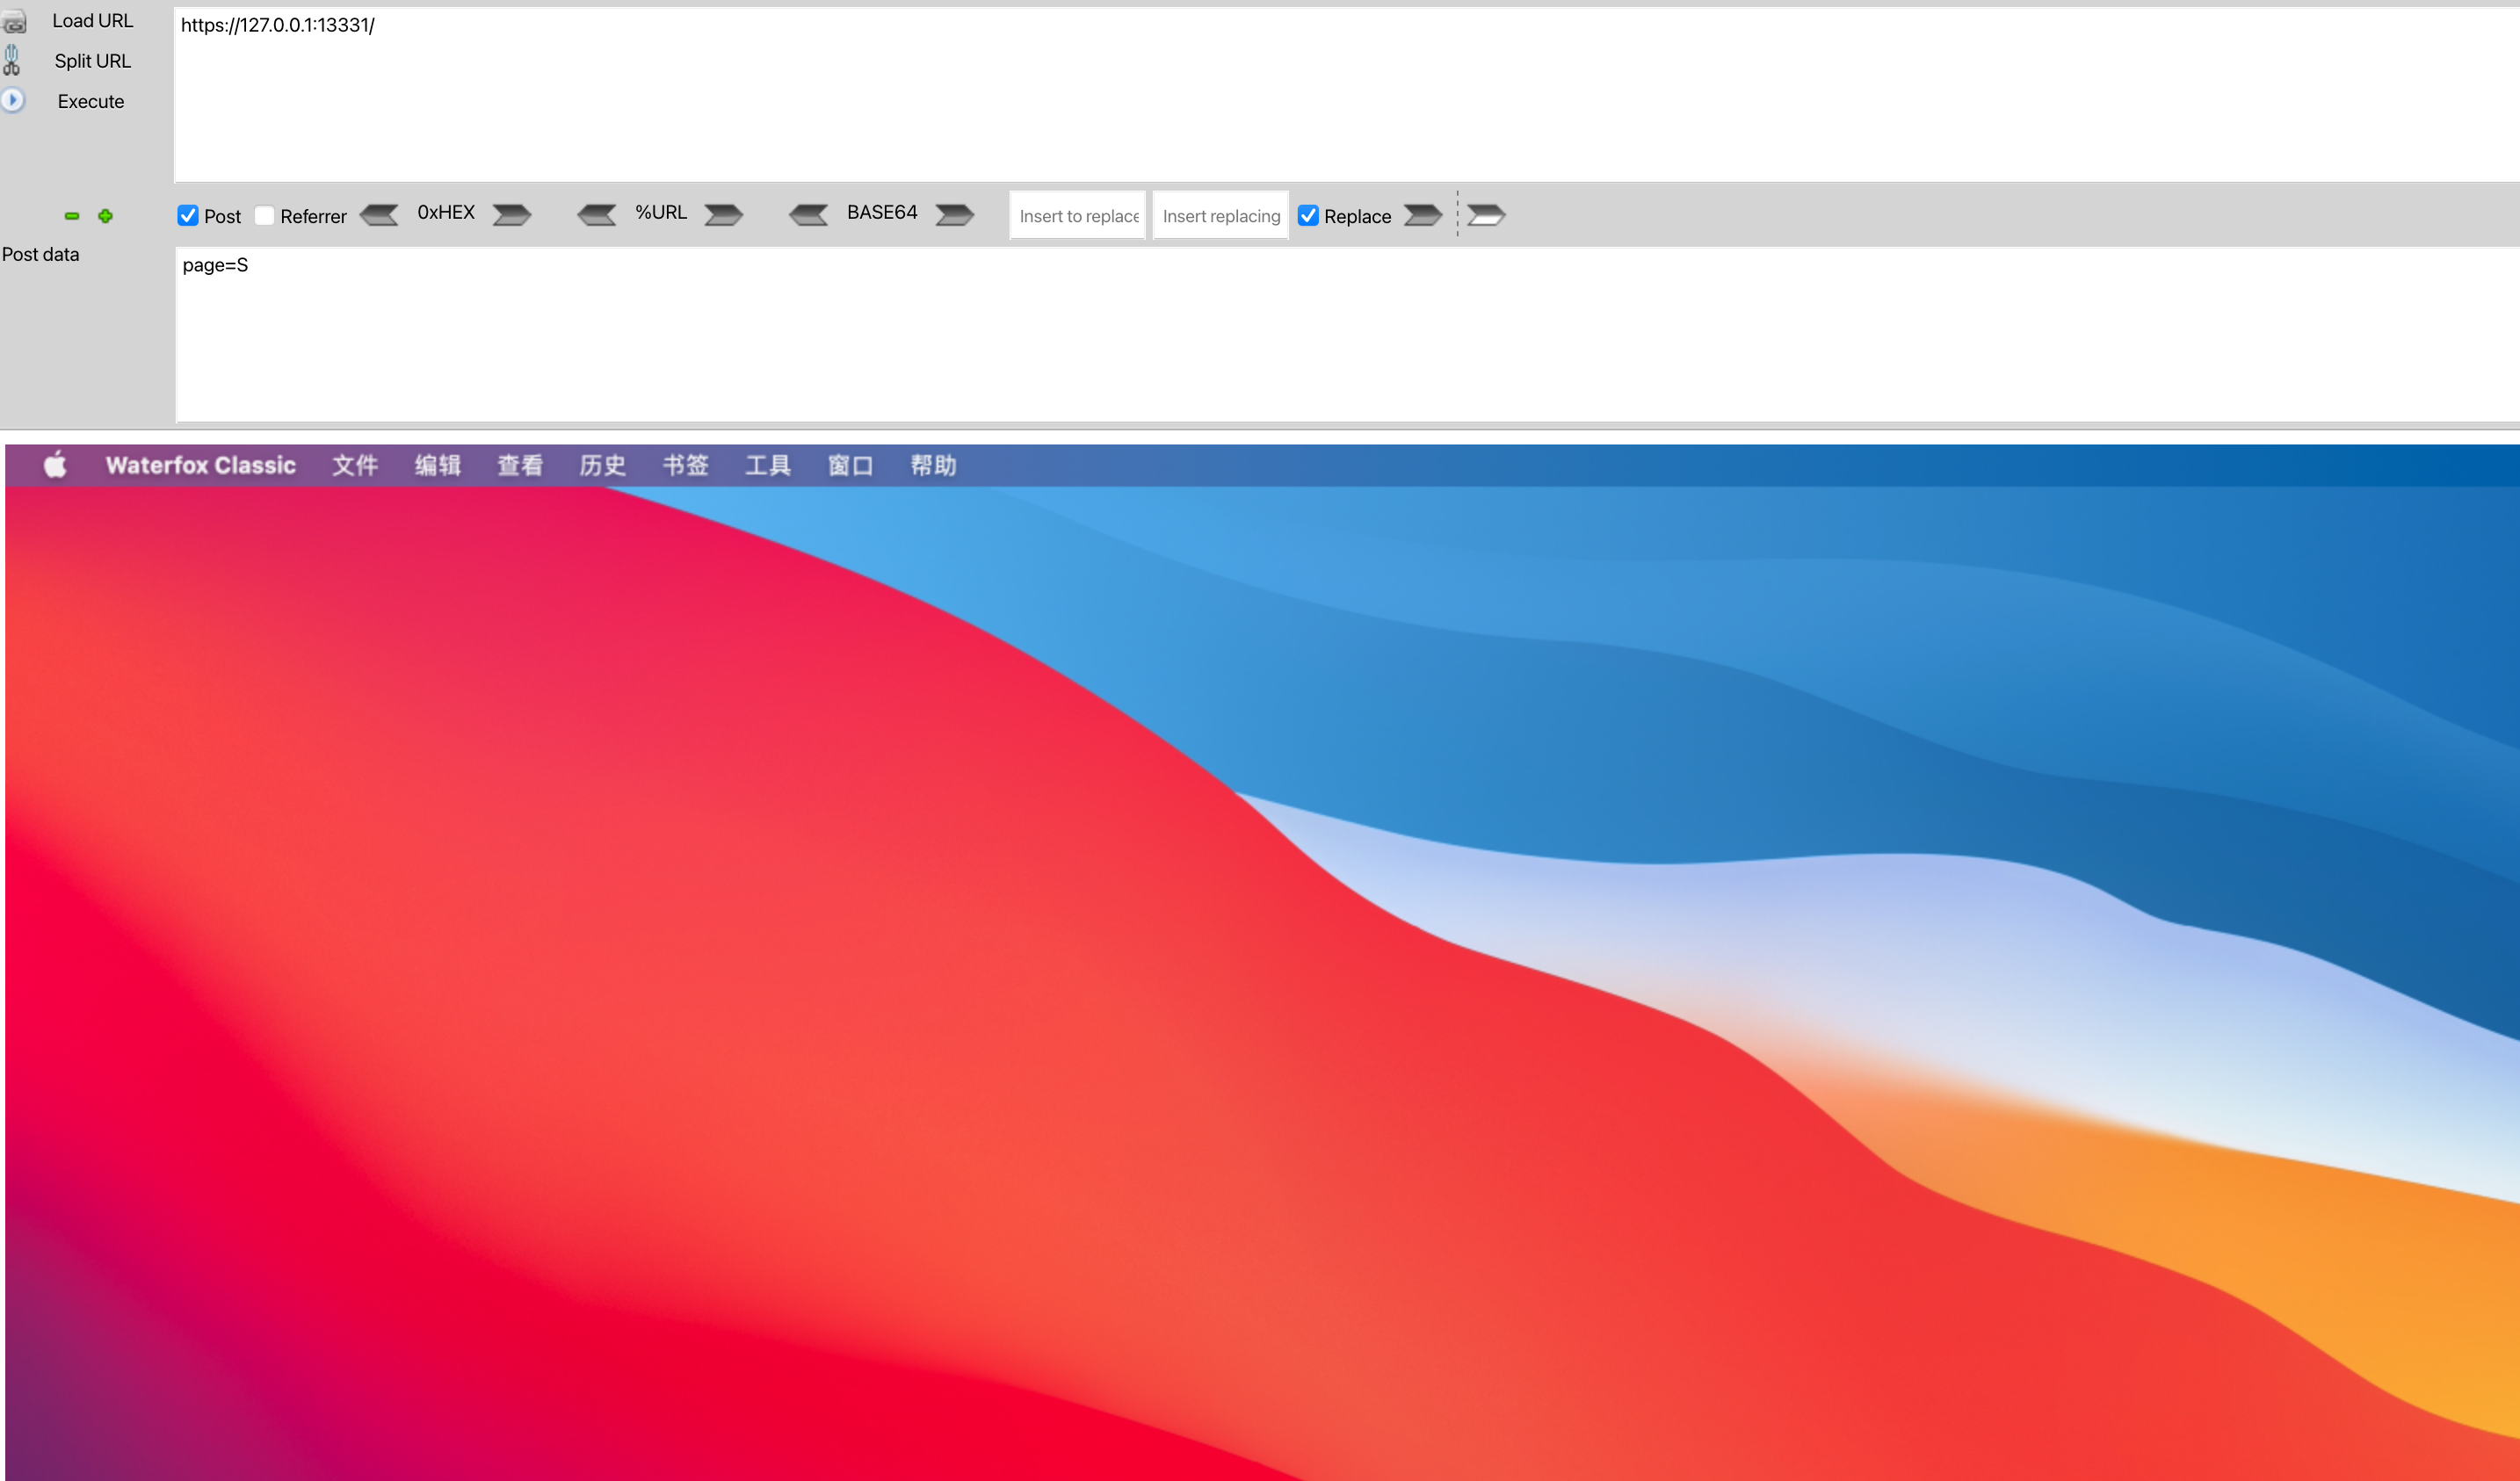 Load URL
https://127.0.0.1:13331/
Split URL
Execute
Post Referrer 0xHEX %URL BASE64 Insert to replace Insert replacing Replace
Post data
page=S
Waterfox Classic 文件 编辑 查看 历史 书签 工具 窗口 帮助